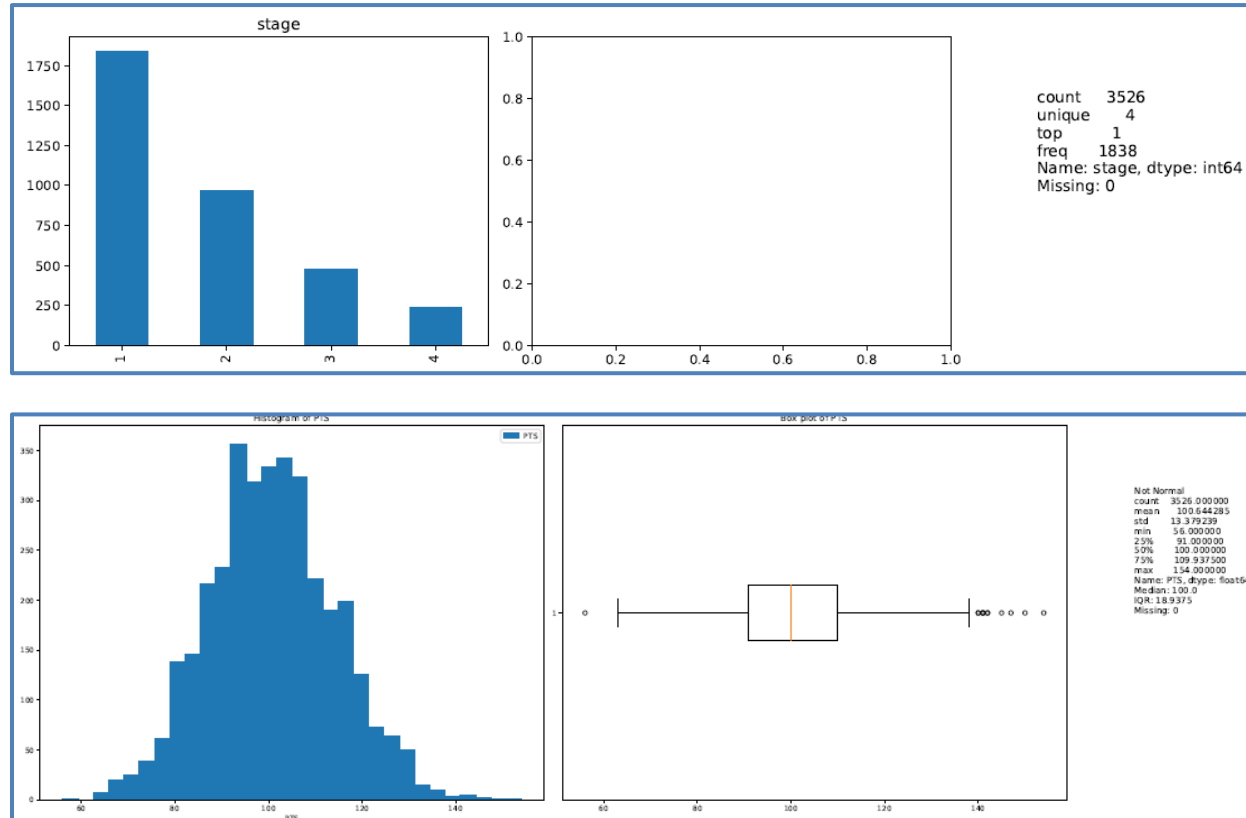 stage
1750
1500
1250
1000
750
500
250
0
1 2 3 4
1.0
0.8
0.6
0.4
0.2
0.0
0.0 0.2 0.4 0.6 0.8 1.0
count 3526
unique 4
top 1
freq 1838
Name: stage, dtype: int64
Missing: 0
Histogram of PTS
PTS
350
300
250
200
150
100
50
0
60 80 100 120 140
PTS
Box plot of PTS
1
60 80 100 120 140
Not Normal
count 3526.000000
mean 100.644285
std 13.379239
min 56.000000
25% 91.000000
50% 100.000000
75% 109.937500
max 154.000000
Name: PTS, dtype: float64
Median: 100.0
IQR: 18.9375
Missing: 0